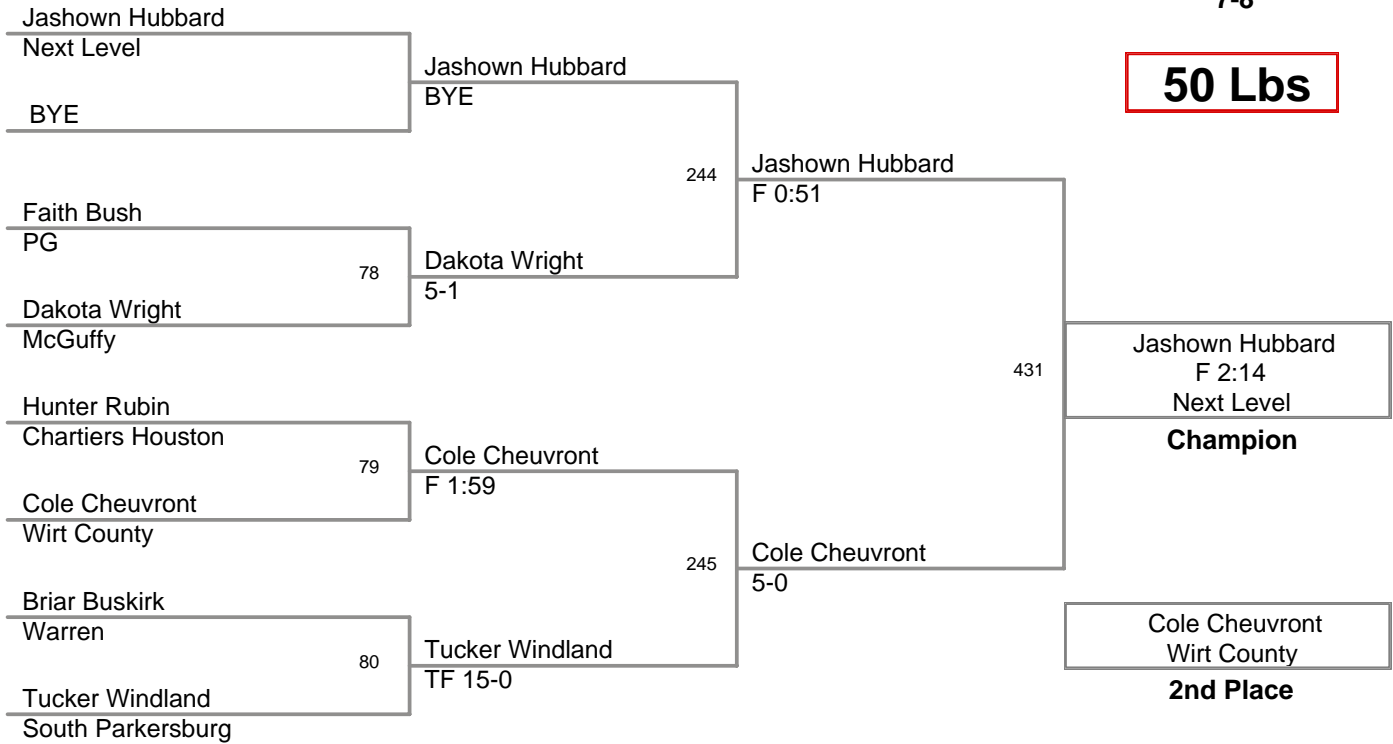 7-8
50 Lbs
Jashown Hubbard
Next Level
BYE
Faith Bush
PG
78
Dakota Wright
McGuffy
Hunter Rubin
Chartiers Houston
79
Cole Cheuvront
Wirt County
Briar Buskirk
Warren
80
Tucker Windland
South Parkersburg
Jashown Hubbard
BYE
244
Dakota Wright
5-1
Cole Cheuvront
F 1:59
245
Tucker Windland
TF 15-0
Jashown Hubbard
F 0:51
431
Cole Cheuvront
5-0
Jashown Hubbard
F 2:14
Next Level
Champion
Cole Cheuvront
Wirt County
2nd Place